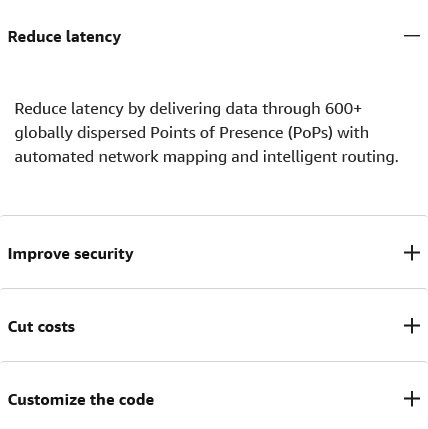 Reduce latency
Reduce latency by delivering data through 600+
globally dispersed Points of Presence (PoPs) with
automated network mapping and intelligent routing.
Improve security
Cut costs
Customize the code